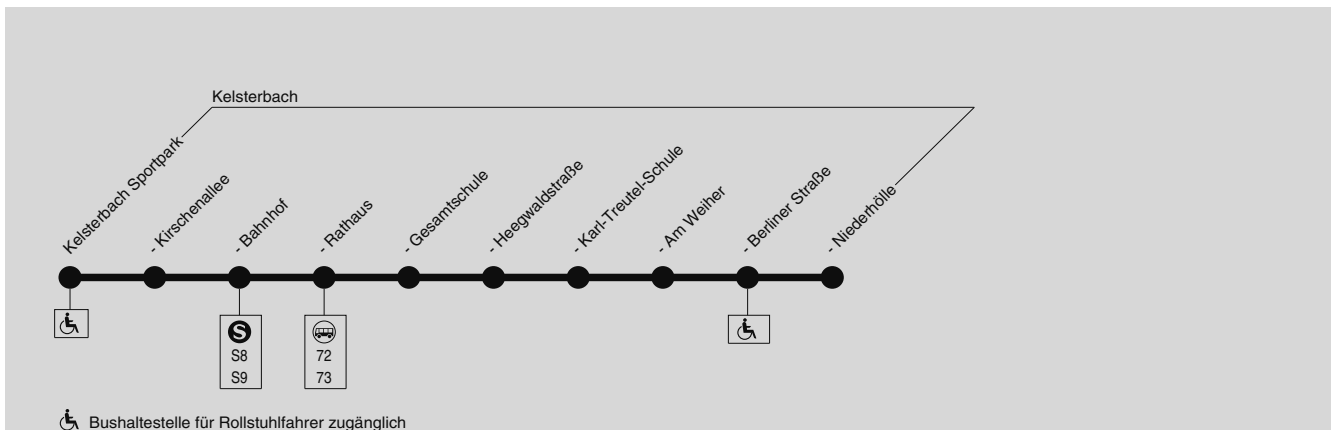 Kelsterbach
Kelsterbach Sportpark
- Kirschenallee
- Bahnhof
- Rathaus
- Gesamtschule
- Heegwaldstraße
- Karl-Treutel-Schule
- Am Weiher
- Berliner Straße
- Niederhölle
S
S8
S9
72
73
Bushaltestelle für Rollstuhlfahrer zugänglich